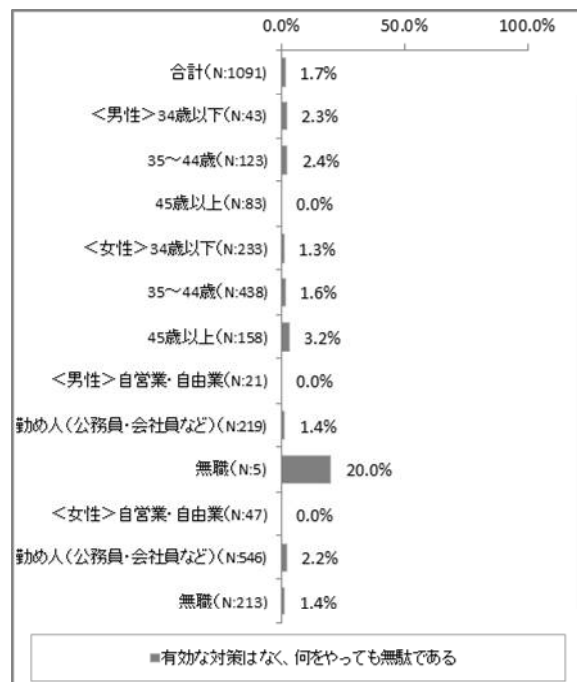 0.0% 50.0% 100.0%
合計(N:1091) 1.7%
<男性>34歳以下(N:43) 2.3%
35~44歳(N:123) 2.4%
45歳以上(N:83) 0.0%
<女性>34歳以下(N:233) 1.3%
35~44歳(N:438) 1.6%
45歳以上(N:158) 3.2%
<男性>自営業・自由業(N:21) 0.0%
勤め人(公務員・会社員など)(N:219) 1.4%
無職(N:5) 20.0%
<女性>自営業・自由業(N:47) 0.0%
勤め人(公務員・会社員など)(N:546) 2.2%
無職(N:213) 1.4%
有効な対策はなく、何をやっても無駄である